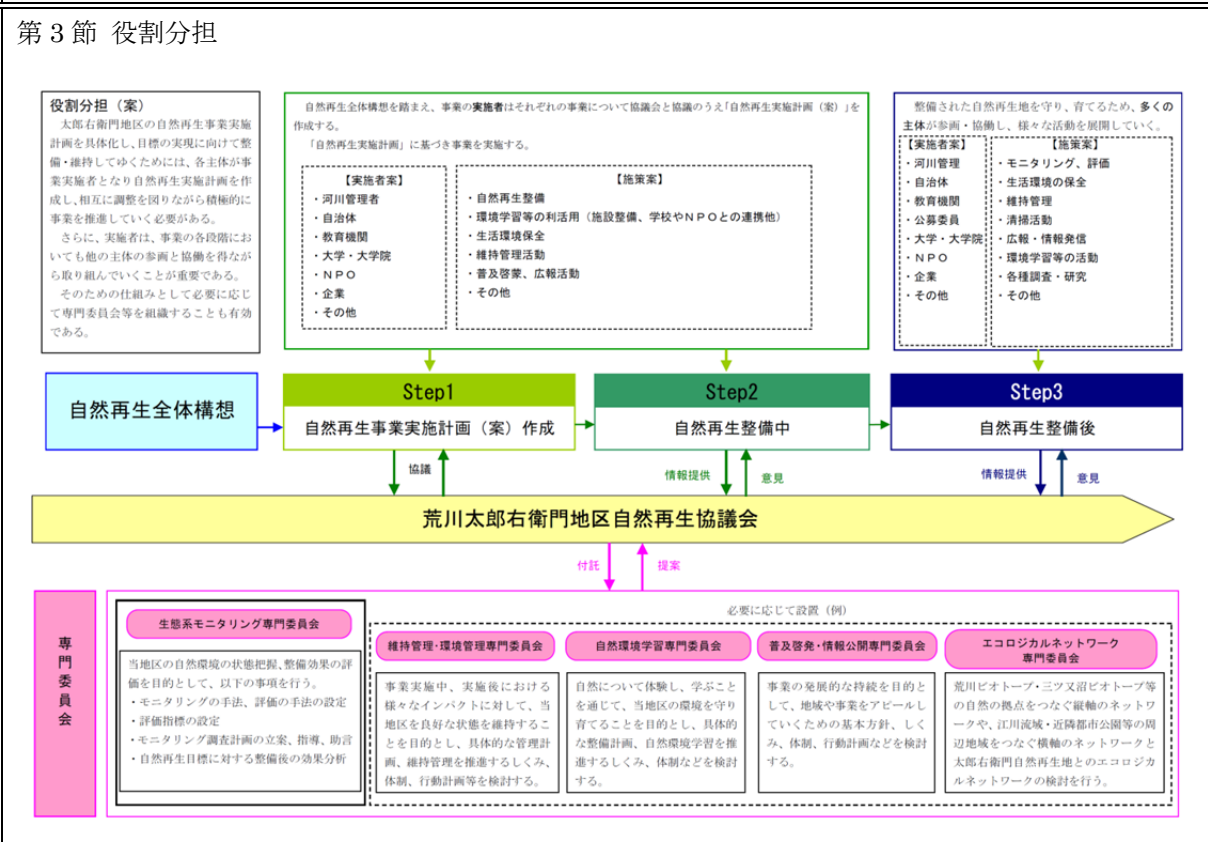 第3節 役割分担
役割分担（案）
太郎右衛門地区の自然再生事業実施
計画を具体化し、目標の実現に向けて整
備・維持してゆくためには、各主体が事
業実施者となり自然再生実施計画を作
成し、相互に調整を図りながら積極的に
事業を推進していく必要がある。
さらに、実施者は、事業の各段階にお
いても他の主体の参画と協働を得なが
ら取り組んでいくことが重要である。
そのための仕組みとして必要に応じ
て専門委員会等を組織することも有効
である。
自然再生全体構想を踏まえ、事業の実施者はそれぞれの事業について協議会と協議のうえ「自然再生実施計画（案）」を
作成する。
「自然再生実施計画」に基づき事業を実施する。
【実施者案】
・河川管理者
・自治体
・教育機関
・大学・大学院
・ＮＰＯ
・企業
・その他
【施策案】
・自然再生整備
・環境学習等の利活用（施設整備、学校やＮＰＯとの連携他）
・生活環境保全
・維持管理活動
・普及啓蒙、広報活動
・その他
整備された自然再生地を守り、育てるため、多くの
主体が参画・協働し、様々な活動を展開していく。
【実施者案】
・河川管理
・自治体
・教育機関
・公募委員
・大学・大学院
・ＮＰＯ
・企業
・その他
【施策案】
・モニタリング、評価
・生活環境の保全
・維持管理
・清掃活動
・広報・情報発信
・環境学習等の活動
・各種調査・研究
・その他
自然再生全体構想
Step1
自然再生事業実施計画（案）作成
Step2
自然再生整備中
Step3
自然再生整備後
協議
情報提供
意見
情報提供
意見
荒川太郎右衛門地区自然再生協議会
付託
提案
専門委員会
必要に応じて設置（例）
生態系モニタリング専門委員会
当地区の自然環境の状態把握、整備効果の評
価を目的として、以下の事項を行う。
・モニタリングの手法、評価の手法の設定
・評価指標の設定
・モニタリング調査計画の立案、指導、助言
・自然再生目標に対する整備後の効果分析
維持管理・環境管理専門委員会
事業実施中、実施後における
様々なインパクトに対して、当
地区を良好な状態を維持するこ
とを目的とし、具体的な管理計
画、維持管理を推進するしくみ、
体制、行動計画等を検討する。
自然環境学習専門委員会
自然について体験し、学ぶこと
を通じて、当地区の環境を守り
育てることを目的とし、具体的
な整備計画、自然環境学習を推
進するしくみ、体制などを検討
する。
普及啓発・情報公開専門委員会
事業の発展的な持続を目的と
して、地域や事業をアピールし
ていくための基本方針、しく
み、体制、行動計画などを検討
する。
エコロジカルネットワーク
専門委員会
荒川ビオトープ・三ツ又沼ビオトープ等
の自然の拠点をつなぐ縦軸のネットワ
ークや、江川流域・近隣都市公園等の周
辺地域をつなぐ横軸のネットワークと
太郎右衛門自然再生地とのエコロジカ
ルネットワークの検討を行う。